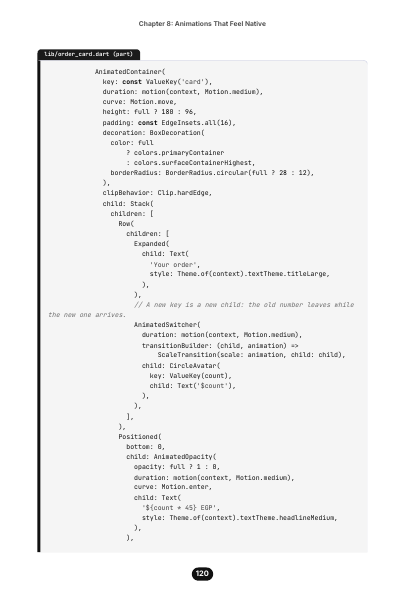 Chapter 8: Animations That Feel Native
lib/order_card.dart (part)
            AnimatedContainer(
              key: const ValueKey('card'),
              duration: motion(context, Motion.medium),
              curve: Motion.move,
              height: full ? 180 : 96,
              padding: const EdgeInsets.all(16),
              decoration: BoxDecoration(
                color: full
                    ? colors.primaryContainer
                    : colors.surfaceContainerHighest,
                borderRadius: BorderRadius.circular(full ? 28 : 12),
              ),
              clipBehavior: Clip.hardEdge,
              child: Stack(
                children: [
                  Row(
                    children: [
                      Expanded(
                        child: Text(
                          'Your order',
                          style: Theme.of(context).textTheme.titleLarge,
                        ),
                      ),
                      // A new key is a new child: the old number leaves while
the new one arrives.
                      AnimatedSwitcher(
                        duration: motion(context, Motion.medium),
                        transitionBuilder: (child, animation) =>
                            ScaleTransition(scale: animation, child: child),
                        child: CircleAvatar(
                          key: ValueKey(count),
                          child: Text('$count'),
                        ),
                      ),
                    ],
                  ),
                  Positioned(
                    bottom: 0,
                    child: AnimatedOpacity(
                      opacity: full ? 1 : 0,
                      duration: motion(context, Motion.medium),
                      curve: Motion.enter,
                      child: Text(
                        '${count * 45} EGP',
                        style: Theme.of(context).textTheme.headlineMedium,
                      ),
                    ),
120